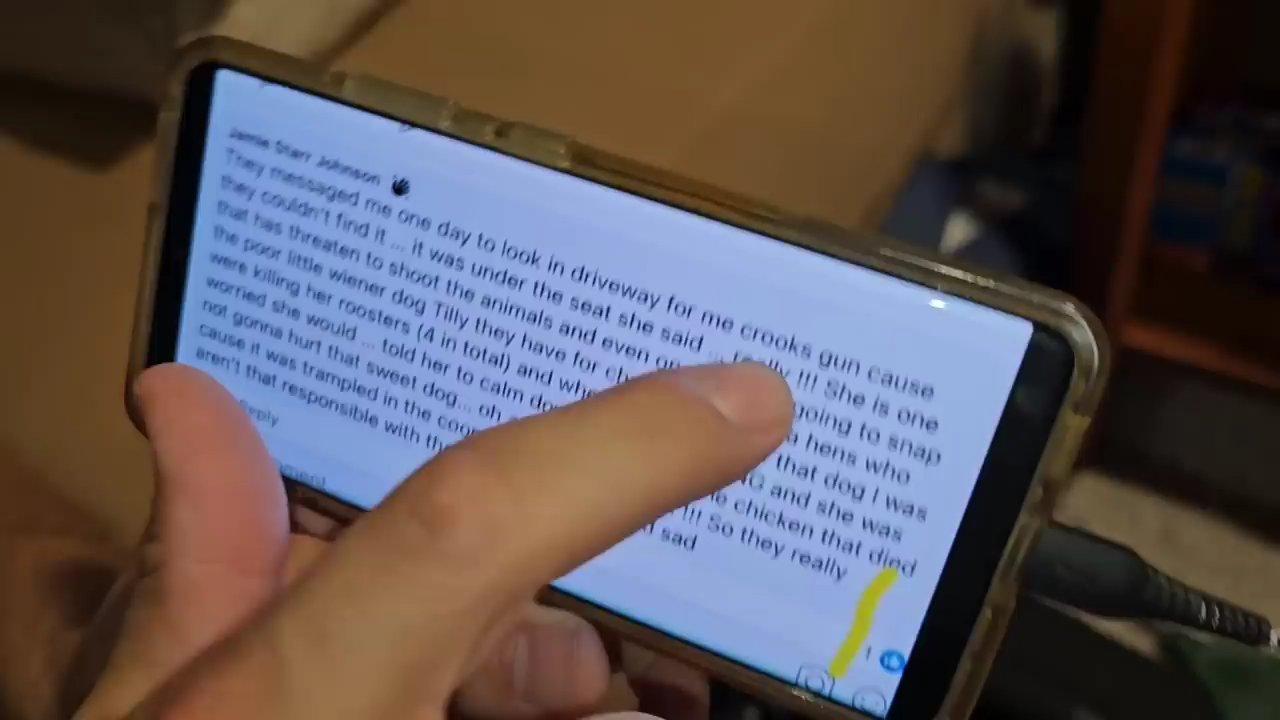 Jamie Starr Johnson
They messaged me one day to look in driveway for me crooks gun cause
they couldn't find it ... it was under the seat she said ... really !!! She is one
that has threaten to shoot the animals and even going to snap
the poor little wiener dog Tilly they have for hens who
were killing her roosters (4 in total) and that dog I was
worried she would ... told her to calm and she was
not gonna hurt that sweet dog... oh chicken that died
cause it was trampled in the !!! So they really
aren't that responsible with sad
Reply
1